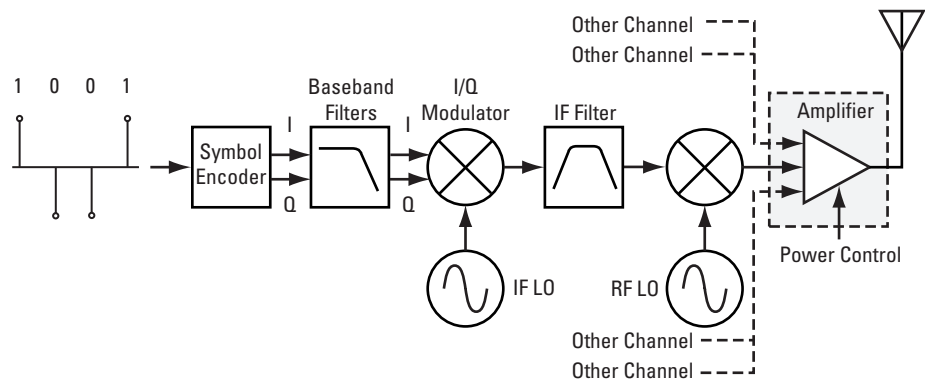 Other Channel
Other Channel
1 0 0 1
Baseband
Filters
I/Q
Modulator
IF Filter
Amplifier
I
I
Symbol
Encoder
Q
Q
Power Control
IF LO
RF LO
Other Channel
Other Channel